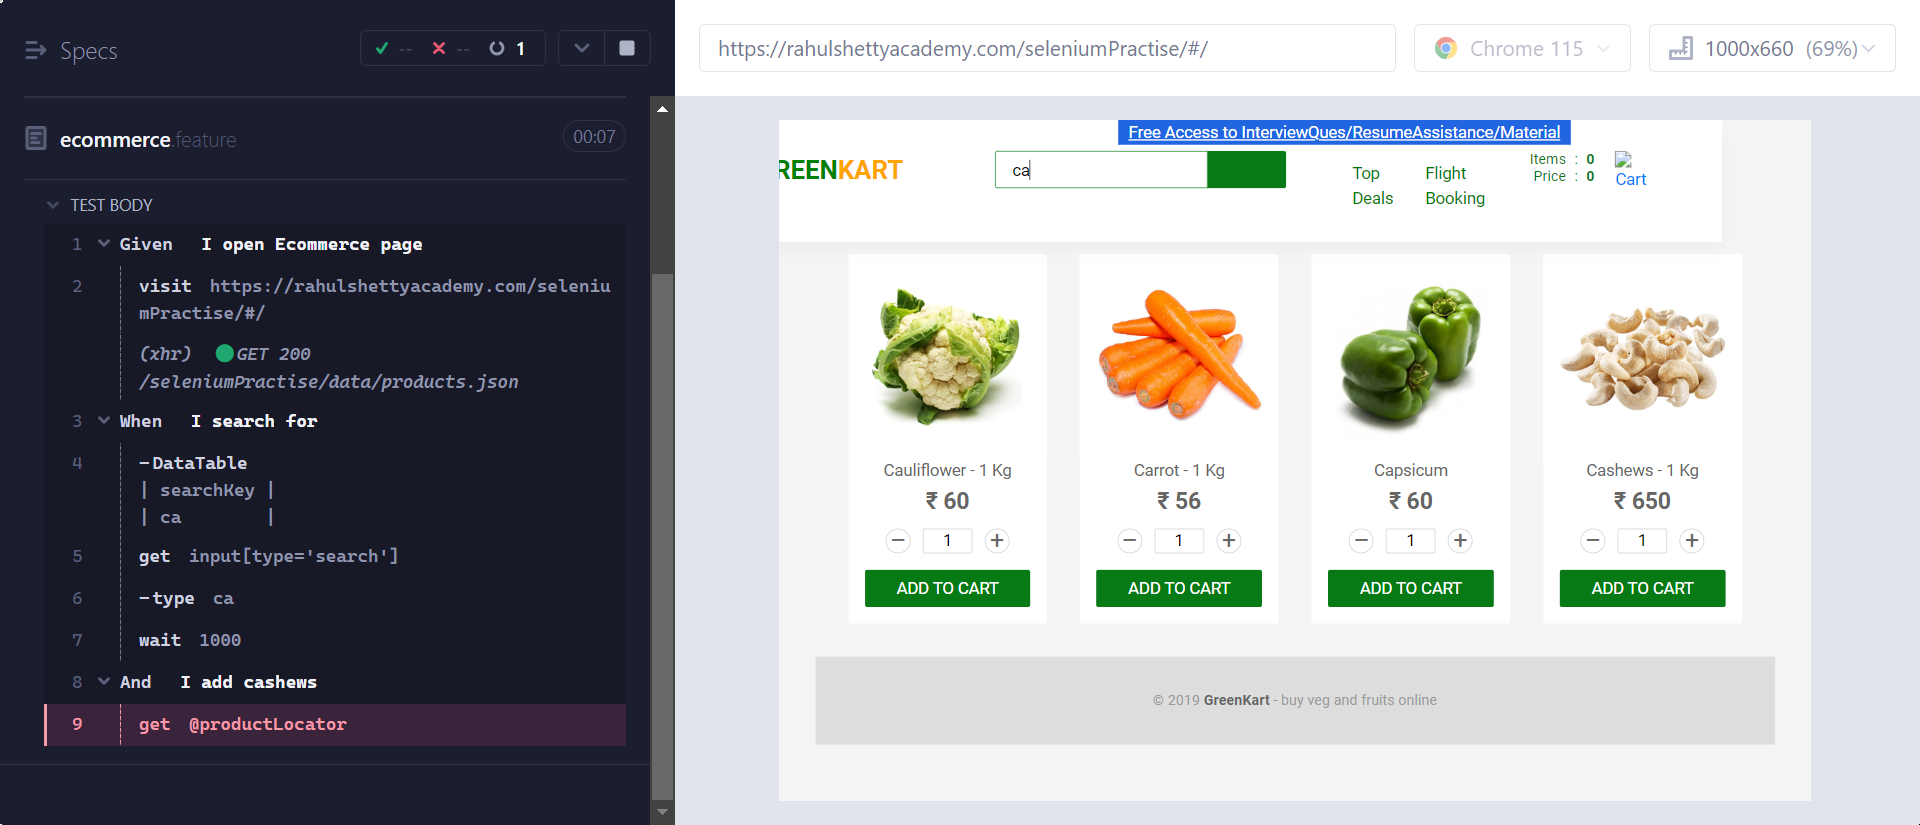 Specs
-- -- 1
https://rahulshettyacademy.com/seleniumPractise/#/
Chrome 115
1000x660 (69%)
ecommerce.feature
00:07
TEST BODY
1 Given I open Ecommerce page
2 visit https://rahulshettyacademy.com/seleniu
mPractise/#/
(xhr) GET 200
/seleniumPractise/data/products.json
3 When I search for
4 -DataTable
| searchKey |
| ca |
5 get input[type='search']
6 -type ca
7 wait 1000
8 And I add cashews
9 get @productLocator
Free Access to InterviewQues/ResumeAssistance/Material
REENKART
ca
Top
Deals
Flight
Booking
Items : 0
Price : 0
Cart
Cauliflower - 1 Kg
₹ 60
− 1 +
ADD TO CART
Carrot - 1 Kg
₹ 56
− 1 +
ADD TO CART
Capsicum
₹ 60
− 1 +
ADD TO CART
Cashews - 1 Kg
₹ 650
− 1 +
ADD TO CART
© 2019 GreenKart - buy veg and fruits online